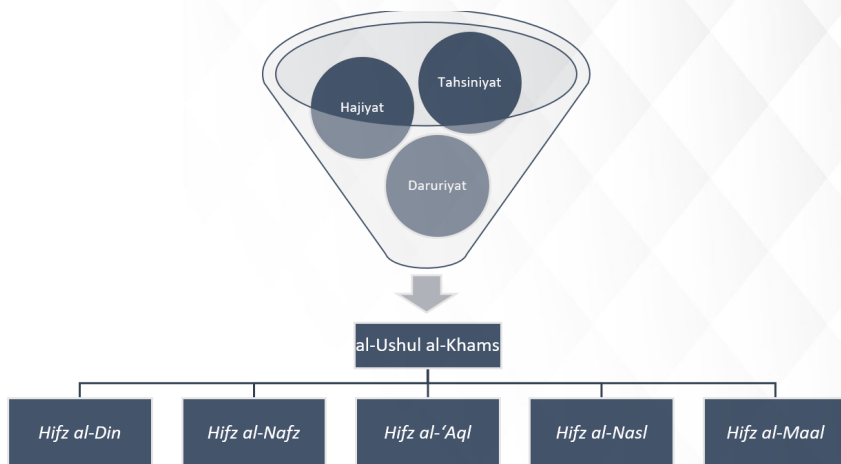 Tahsiniyat
Hajiyat
Daruriyat
al-Ushul al-Khams
Hifz al-Din
Hifz al-Nafz
Hifz al-‘Aql
Hifz al-Nasl
Hifz al-Maal